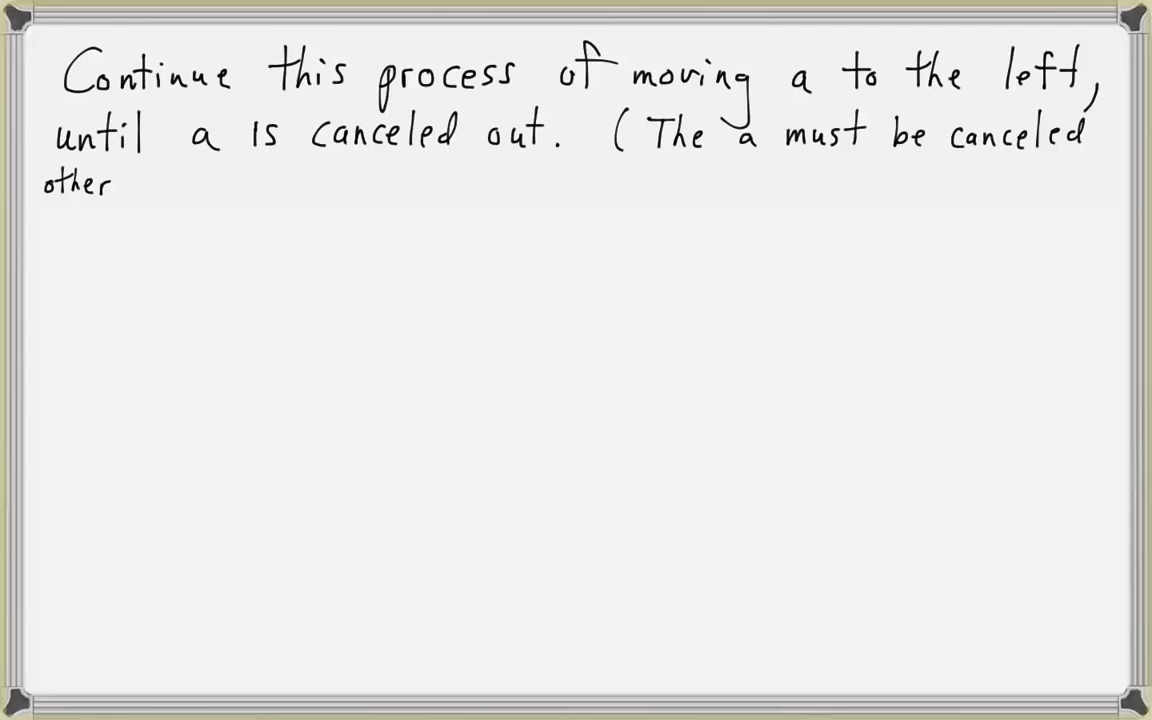 Continue this process of moving a to the left,
until a is canceled out. (The a must be canceled
other